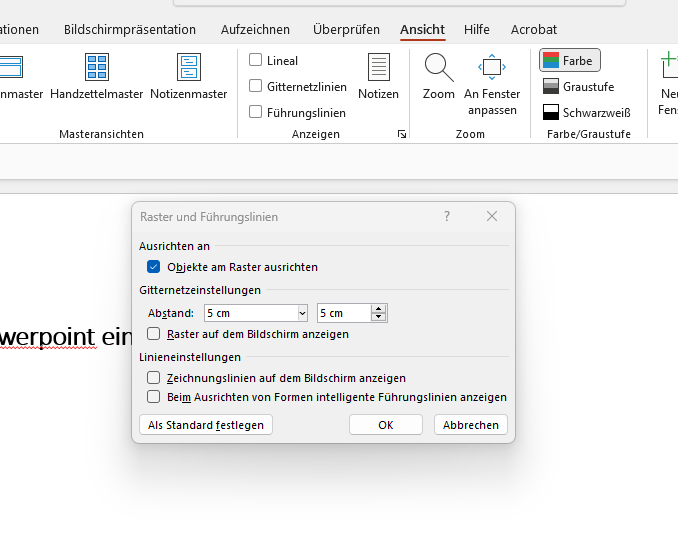 ationen Bildschirmpräsentation Aufzeichnen Überprüfen Ansicht Hilfe Acrobat
nmaster Handzettelmaster Notizenmaster
Masteransichten
Lineal
Gitternetzlinien
Führungslinien
Notizen
Anzeigen
Zoom
An Fenster
anpassen
Zoom
Farbe
Graustufe
Schwarzweiß
Farbe/Graustufe
Neu
Fens
Raster und Führungslinien ?
Ausrichten an
Objekte am Raster ausrichten
Gitternetzeinstellungen
Abstand: 5 cm 5 cm
Raster auf dem Bildschirm anzeigen
Linieneinstellungen
Zeichnungslinien auf dem Bildschirm anzeigen
Beim Ausrichten von Formen intelligente Führungslinien anzeigen
Als Standard festlegen OK Abbrechen
werpoint ein